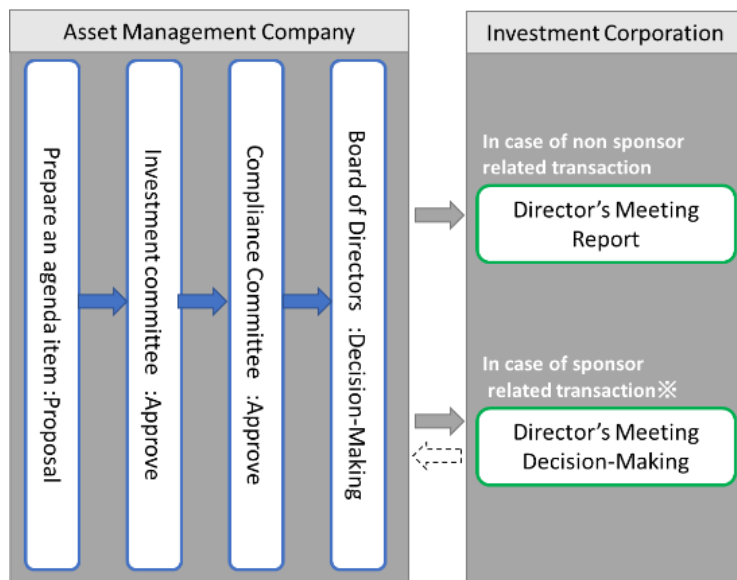 Asset Management Company
Prepare an agenda item :Proposal
Investment committee :Approve
Compliance Committee :Approve
Board of Directors :Decision-Making
Investment Corporation
In case of non sponsor
related transaction
Director's Meeting
Report
In case of sponsor
related transaction※
Director's Meeting
Decision-Making